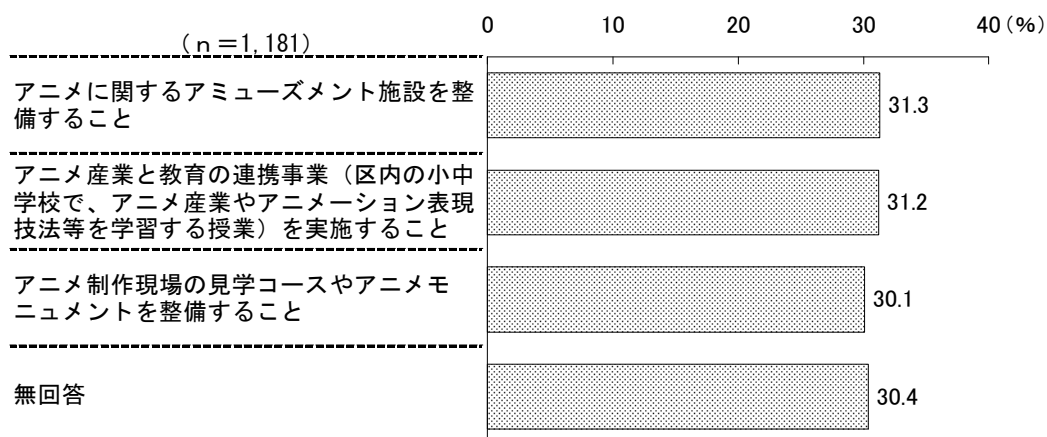 0 10 20 30 40(%)
(n=1,181)
アニメに関するアミューズメント施設を整
備すること
31.3
アニメ産業と教育の連携事業（区内の小中
学校で、アニメ産業やアニメーション表現
技法等を学習する授業）を実施すること
31.2
アニメ制作現場の見学コースやアニメモ
ニュメントを整備すること
30.1
無回答
30.4